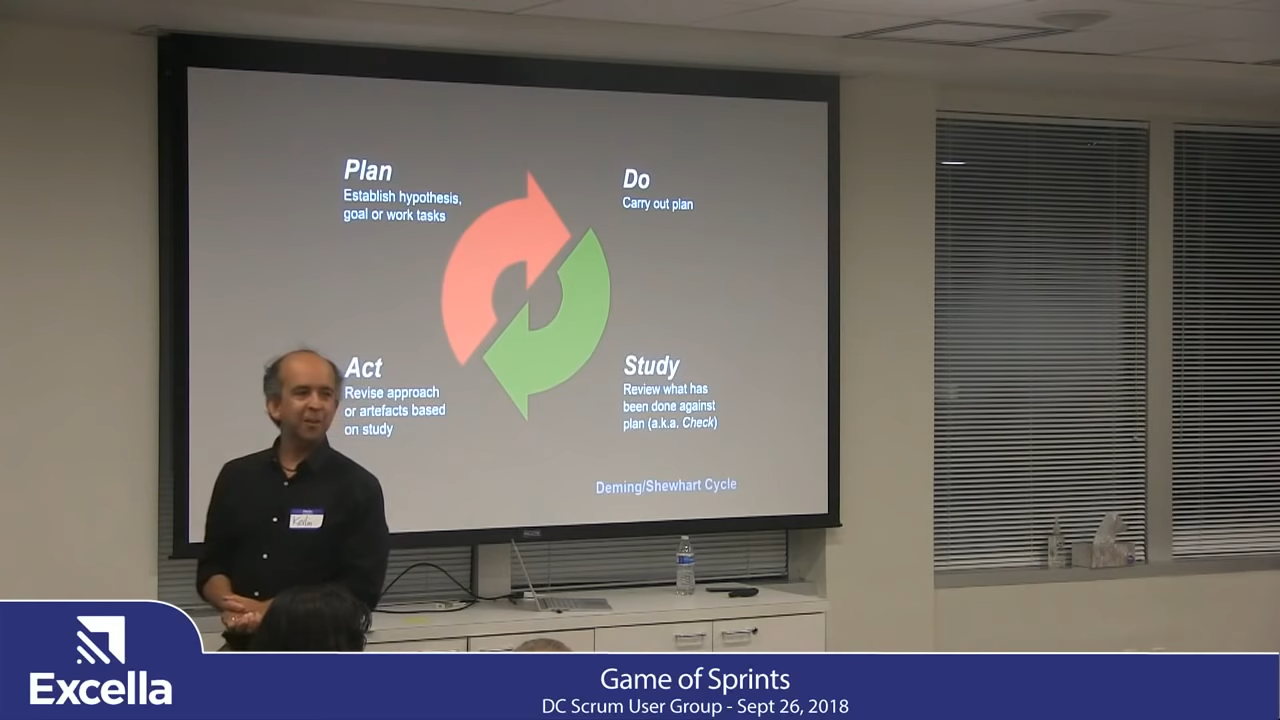 Plan
Establish hypothesis,
goal or work tasks
Do
Carry out plan
Act
Revise approach
or artefacts based
on study
Study
Review what has
been done against
plan (a.k.a. Check)
Deming/Shewhart Cycle
Excella
Game of Sprints
DC Scrum User Group - Sept 26, 2018